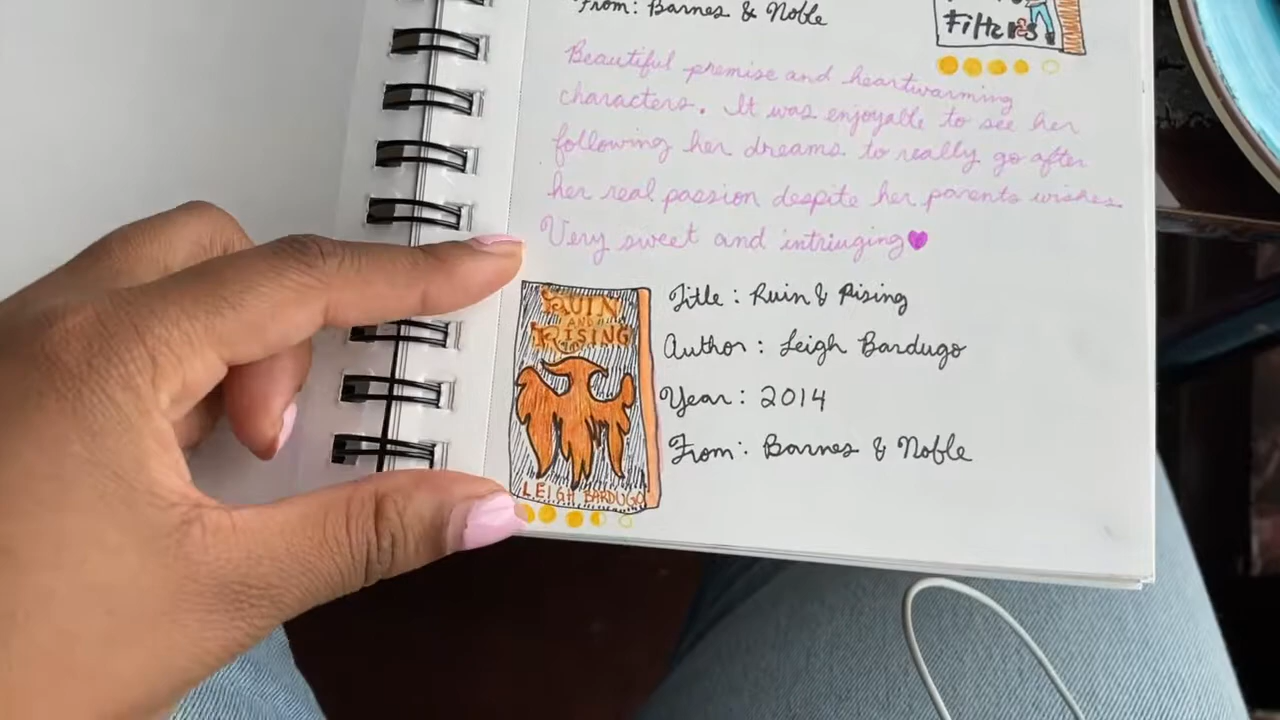 From: Barnes & Noble
Filters
Beautiful premise and heartwarming
characters. It was enjoyable to see her
following her dreams to really go after
her real passion despite her parents wishes.
Very sweet and intriuging
RUIN
AND
RISING
LEIGH BARDUGO
Title: Ruin & Rising
Author: Leigh Bardugo
Year: 2014
From: Barnes & Noble